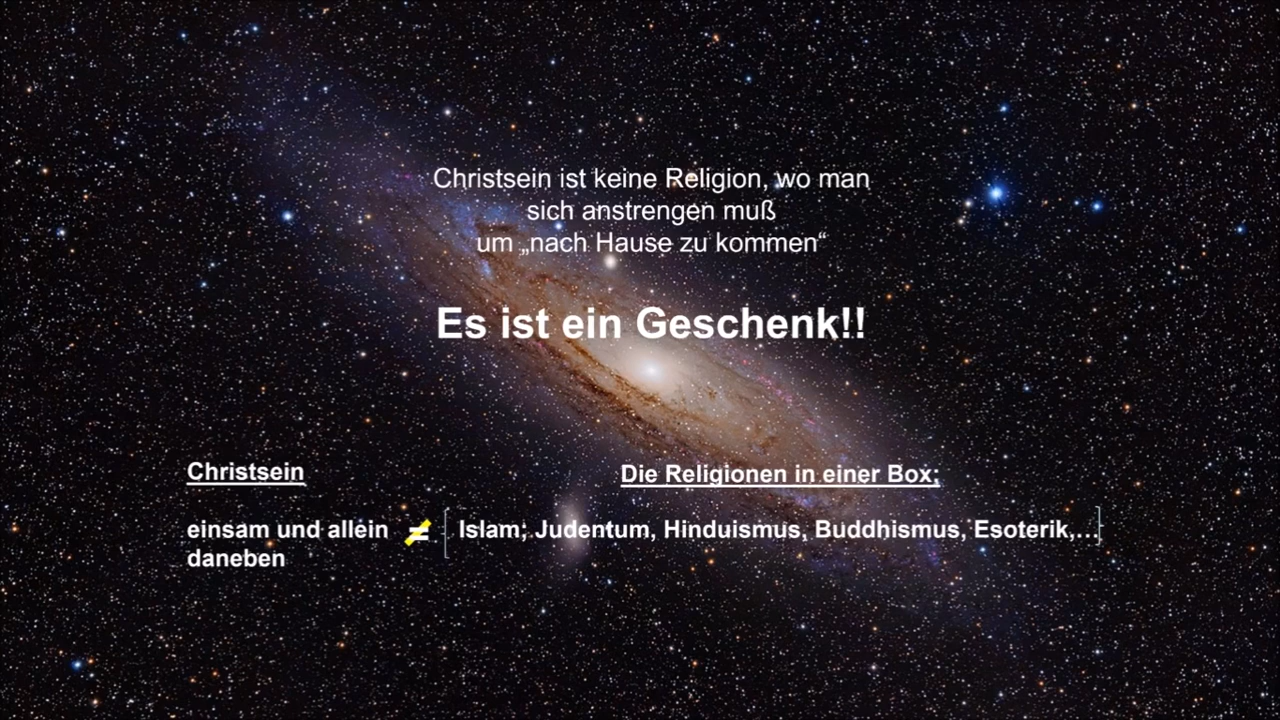 Christsein ist keine Religion, wo man
sich anstrengen muß
um „nach Hause zu kommen“
Es ist ein Geschenk!!
Christsein
Die Religionen in einer Box;
einsam und allein ≠ [ Islam; Judentum, Hinduismus, Buddhismus, Esoterik,…]
daneben